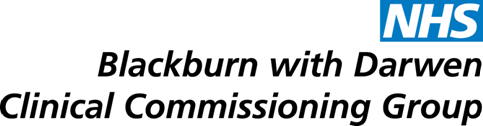 NHS
Blackburn with Darwen
Clinical Commissioning Group